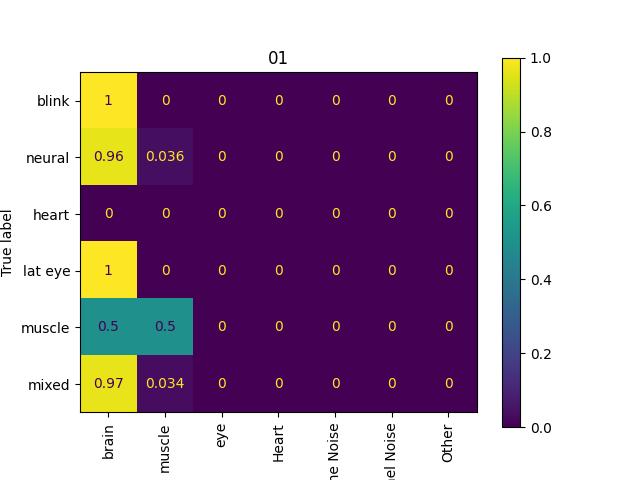 01
blink 1 0 0 0 0 0 0
neural 0.96 0.036 0 0 0 0 0
heart 0 0 0 0 0 0 0
lat eye 1 0 0 0 0 0 0
muscle 0.5 0.5 0 0 0 0 0
mixed 0.97 0.034 0 0 0 0 0
True label
brain
muscle
eye
Heart
Noise
Noise
Other
1.0
0.8
0.6
0.4
0.2
0.0